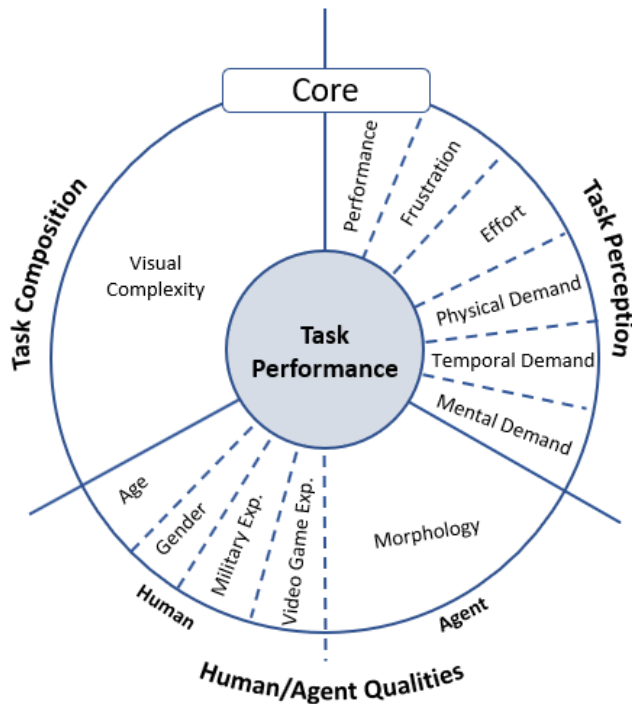 Core
Task Composition
Visual
Complexity
Performance
Frustration
Effort
Physical Demand
Temporal Demand
Mental Demand
Task Perception
Task
Performance
Age
Gender
Military Exp.
Video Game Exp.
Morphology
Human
Agent
Human/Agent Qualities